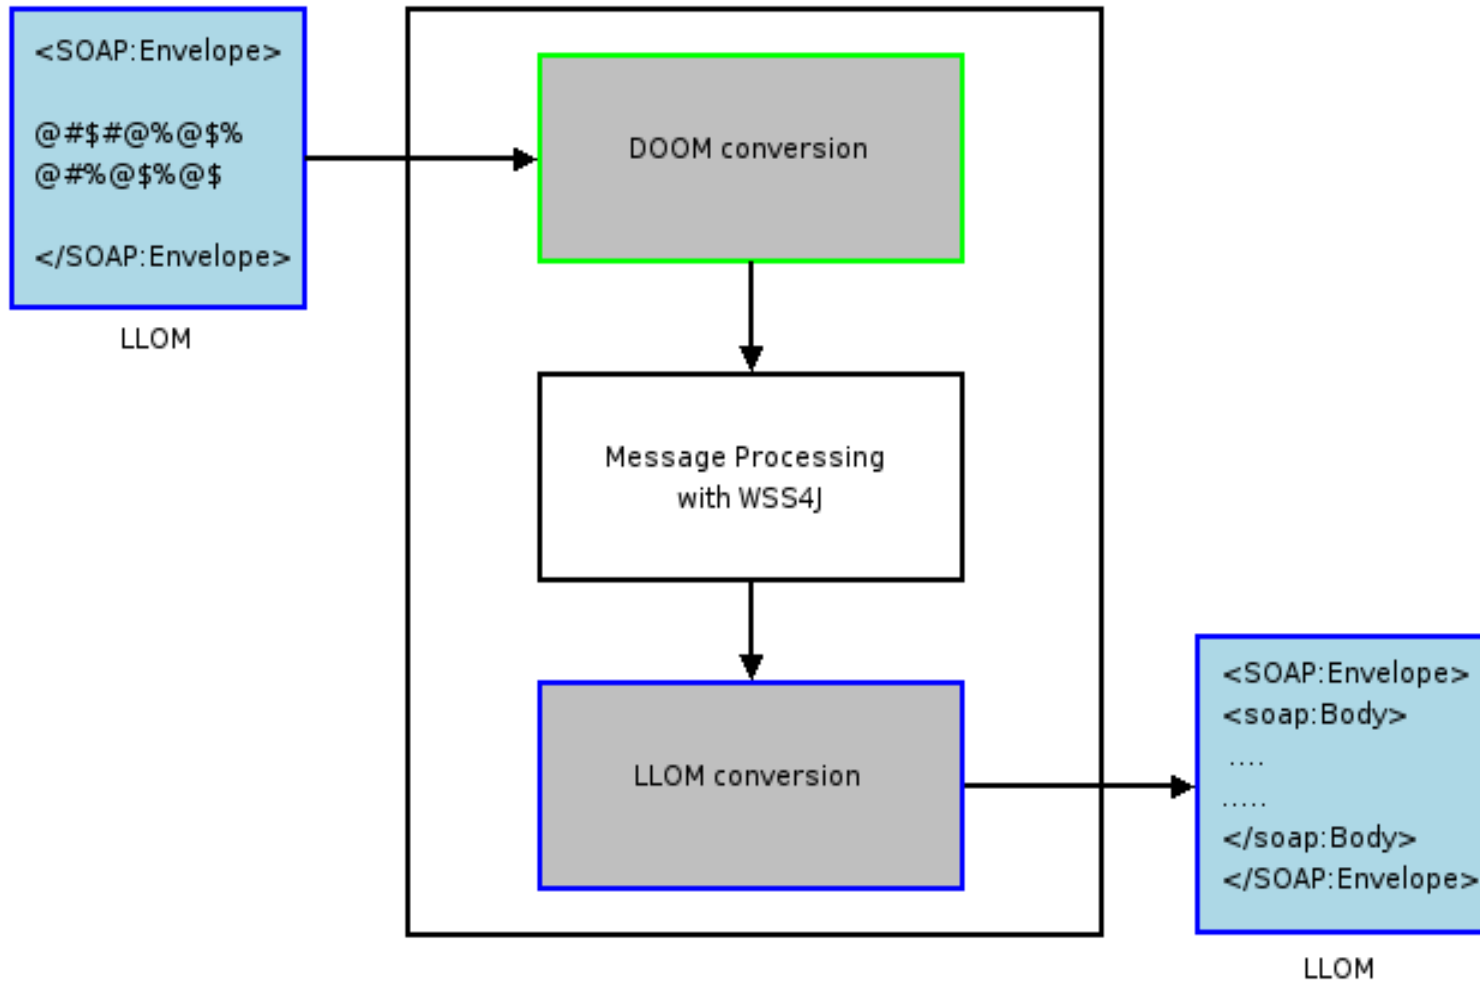 <SOAP:Envelope>
@#$#@%@$%
@#%@$%@$
</SOAP:Envelope>
LLOM
DOOM conversion
Message Processing
with WSS4J
LLOM conversion
<SOAP:Envelope>
<soap:Body>
....
.....
</soap:Body>
</SOAP:Envelope>
LLOM